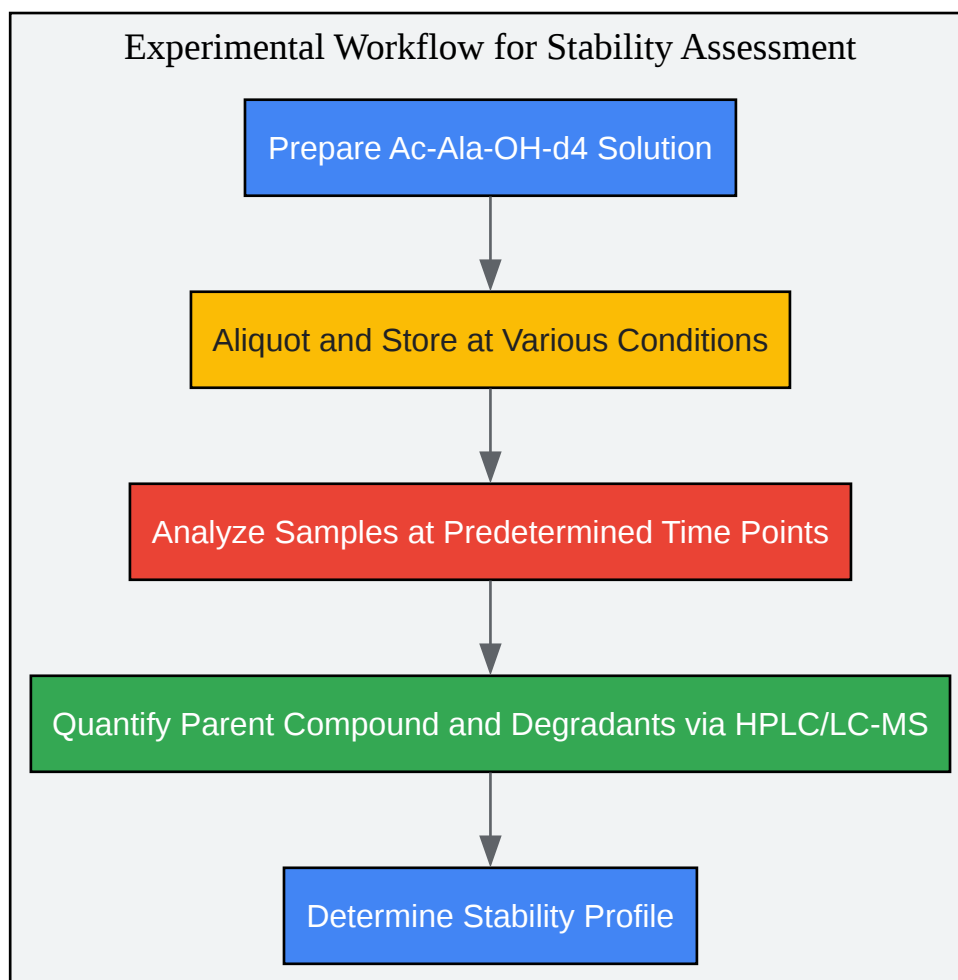 Experimental Workflow for Stability Assessment
Prepare Ac-Ala-OH-d4 Solution
Aliquot and Store at Various Conditions
Analyze Samples at Predetermined Time Points
Quantify Parent Compound and Degradants via HPLC/LC-MS
Determine Stability Profile